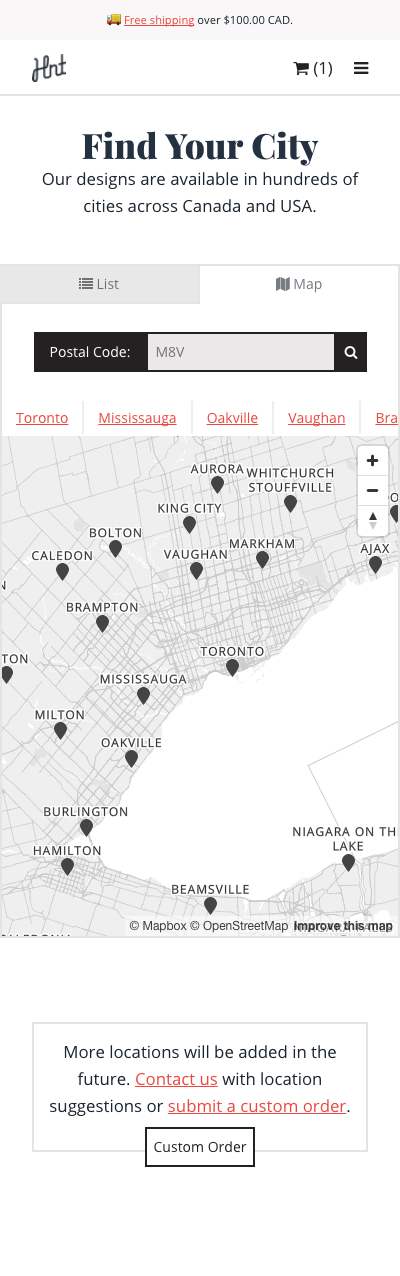 🚚 Free shipping over $100.00 CAD.
Hnt
(1)
Find Your City
Our designs are available in hundreds of
cities across Canada and USA.
List
Map
Postal Code: M8V
Toronto Mississauga Oakville Vaughan Bra
AURORA
WHITCHURCH
STOUFFVILLE
KING CITY
BOLTON
MARKHAM
CALEDON
VAUGHAN
AJAX
BRAMPTON
TORONTO
TON
MISSISSAUGA
MILTON
OAKVILLE
BURLINGTON
NIAGARA ON TH
LAKE
HAMILTON
BEAMSVILLE
© Mapbox © OpenStreetMap Improve this map
More locations will be added in the
future. Contact us with location
suggestions or submit a custom order.
Custom Order